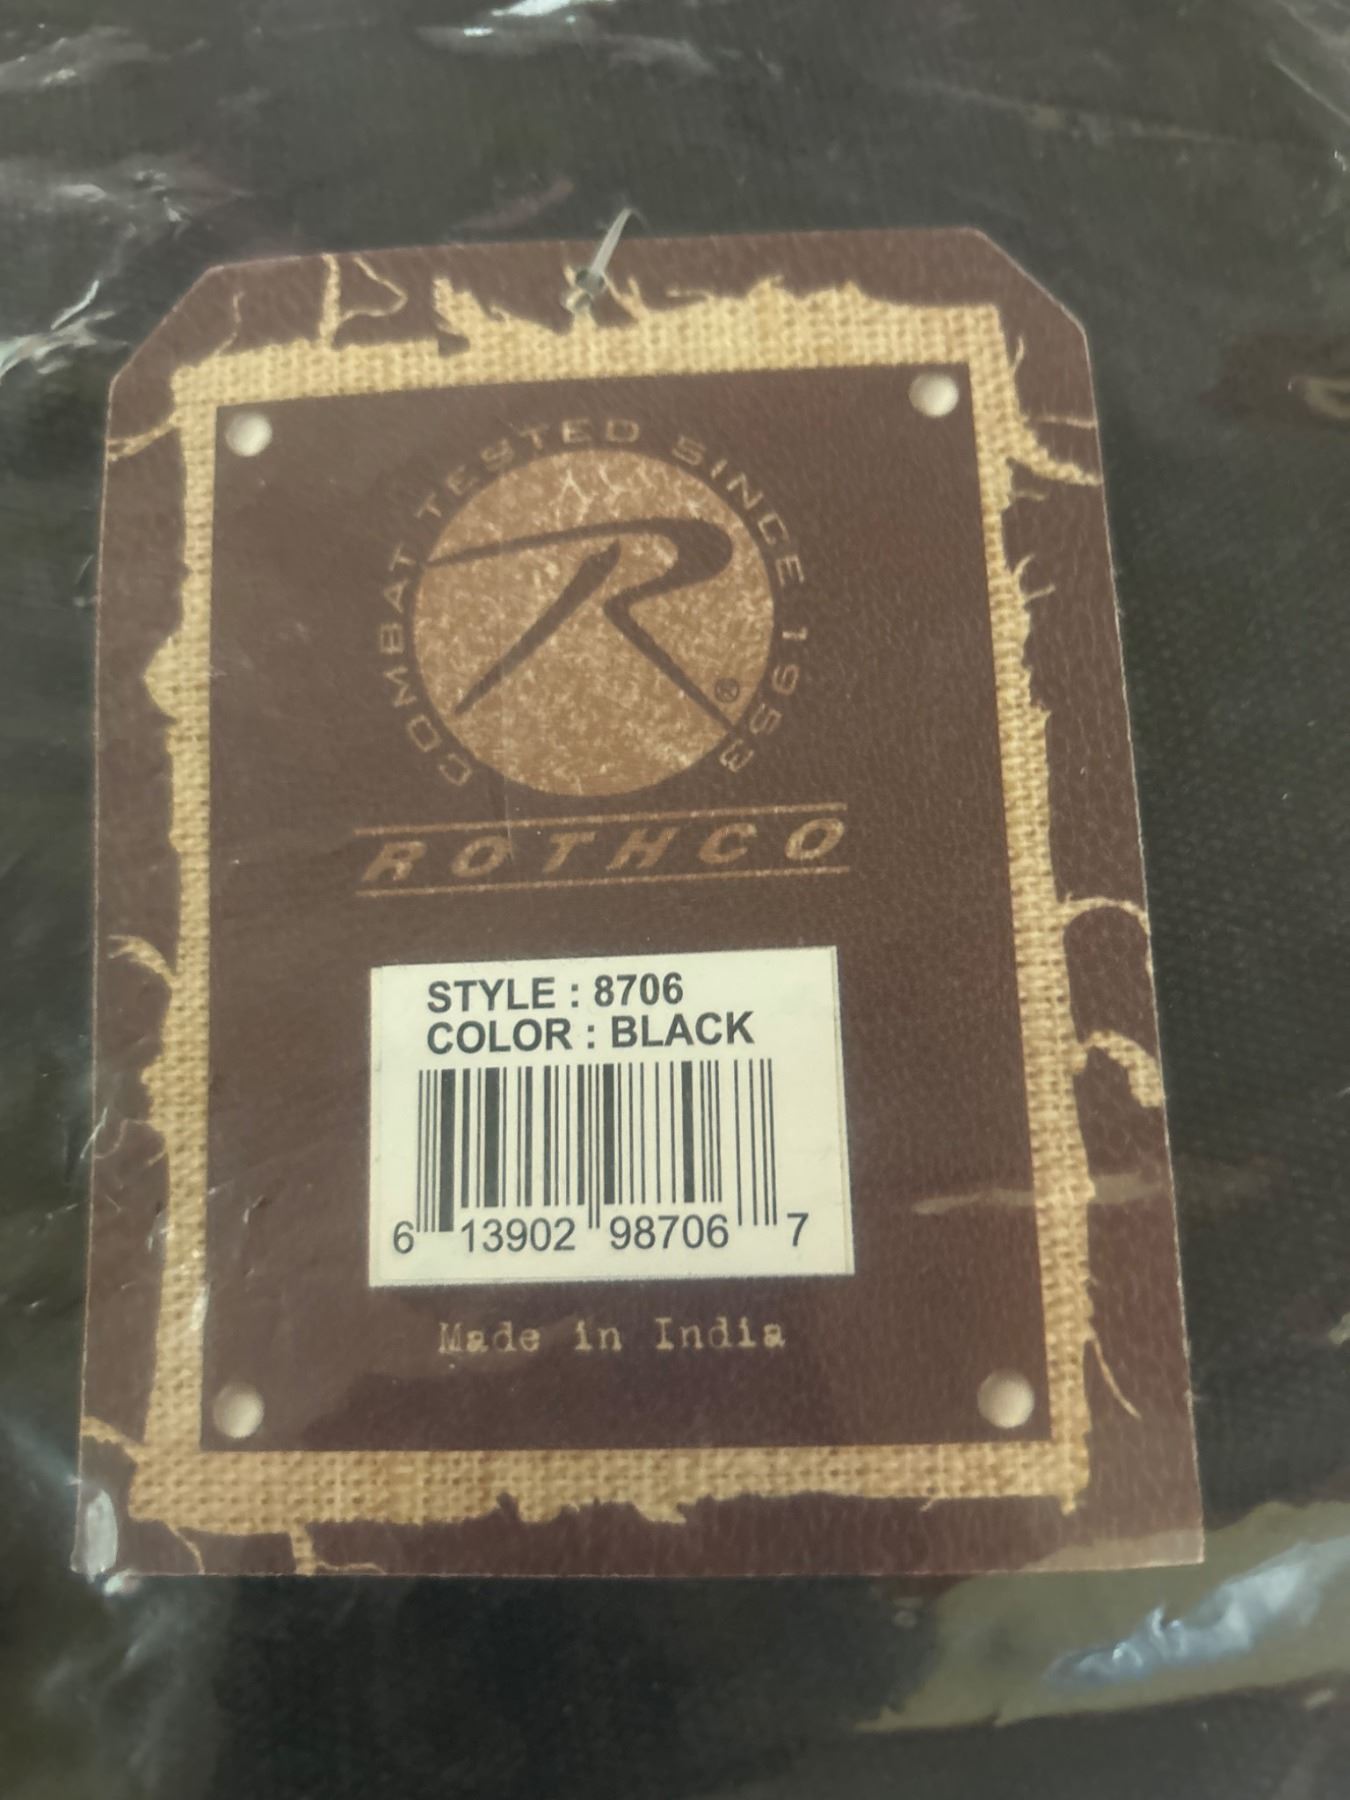 COMBAT TESTED SINCE 1953
R®
ROTHCO
STYLE : 8706
COLOR : BLACK
6 13902 98706 7
Made in India